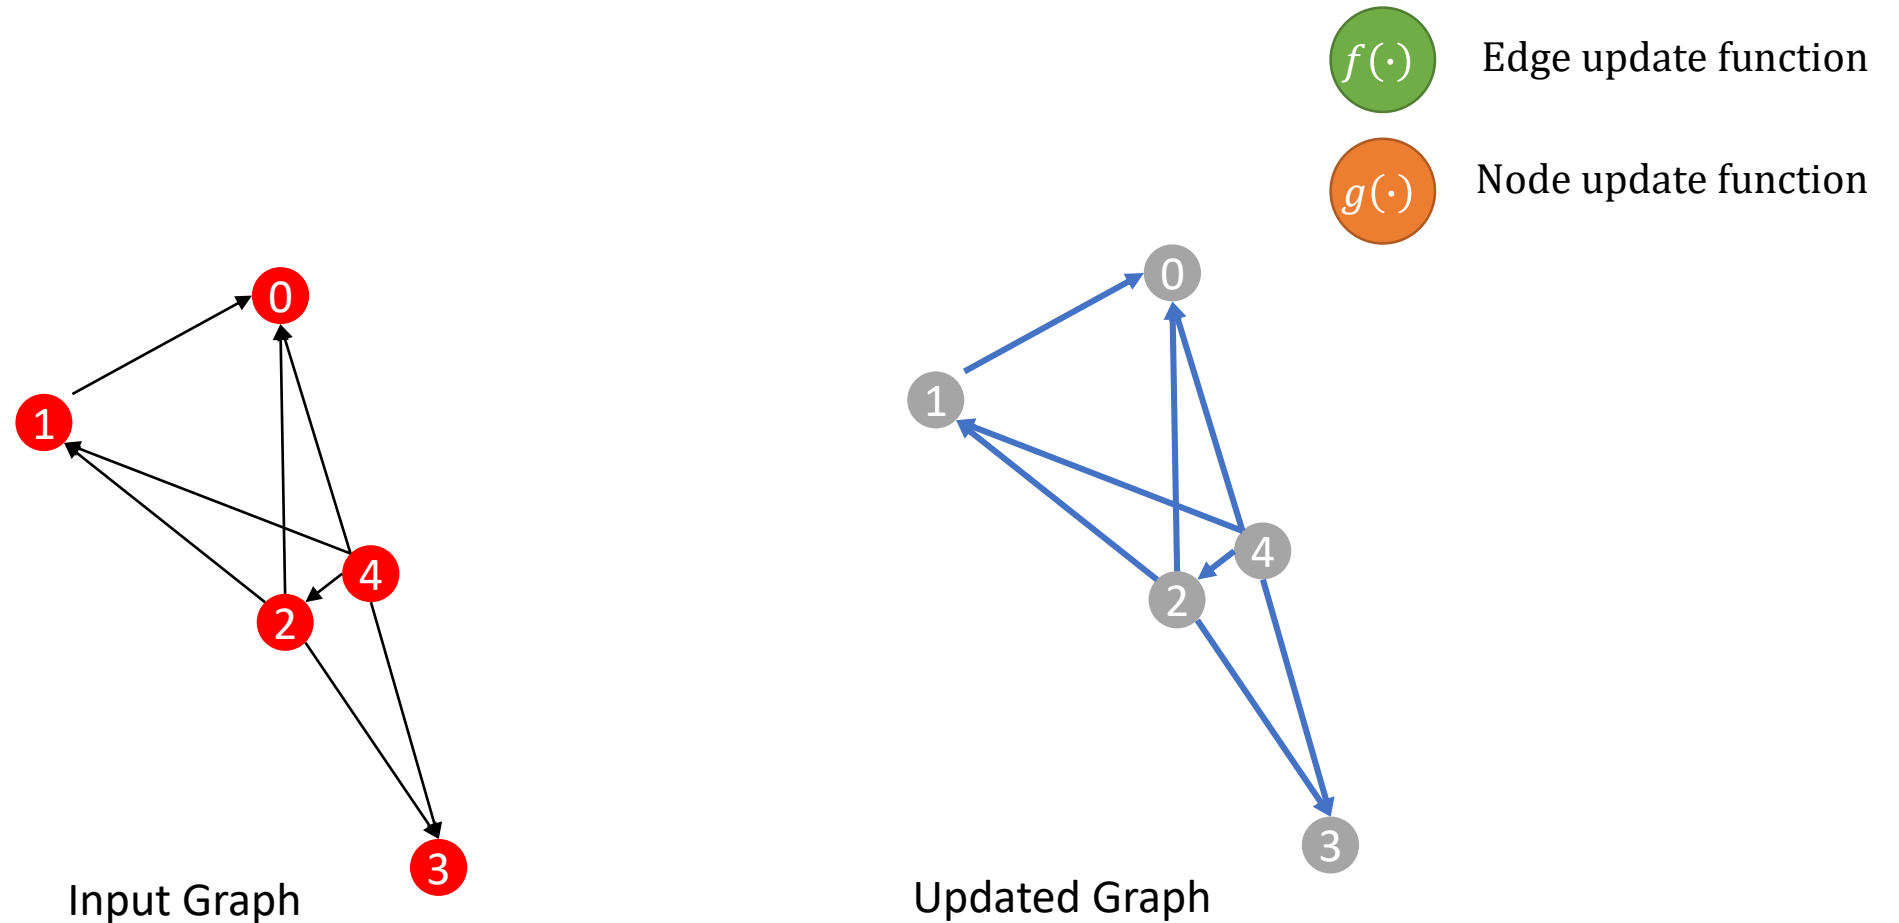 f(·) Edge update function
g(·) Node update function
0
1
4
2
3
Input Graph
0
1
4
2
3
Updated Graph